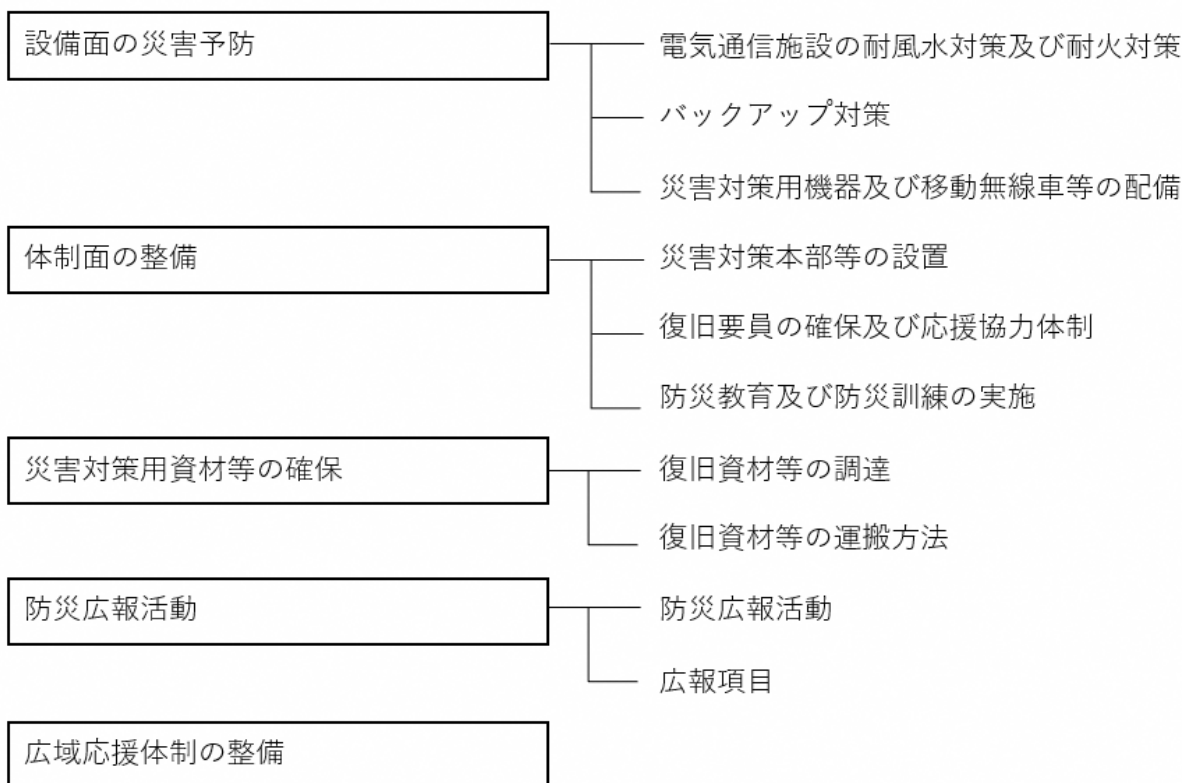 設備面の災害予防
電気通信施設の耐風水対策及び耐火対策
バックアップ対策
災害対策用機器及び移動無線車等の配備
体制面の整備
災害対策本部等の設置
復旧要員の確保及び応援協力体制
防災教育及び防災訓練の実施
災害対策用資材等の確保
復旧資材等の調達
復旧資材等の運搬方法
防災広報活動
防災広報活動
広報項目
広域応援体制の整備